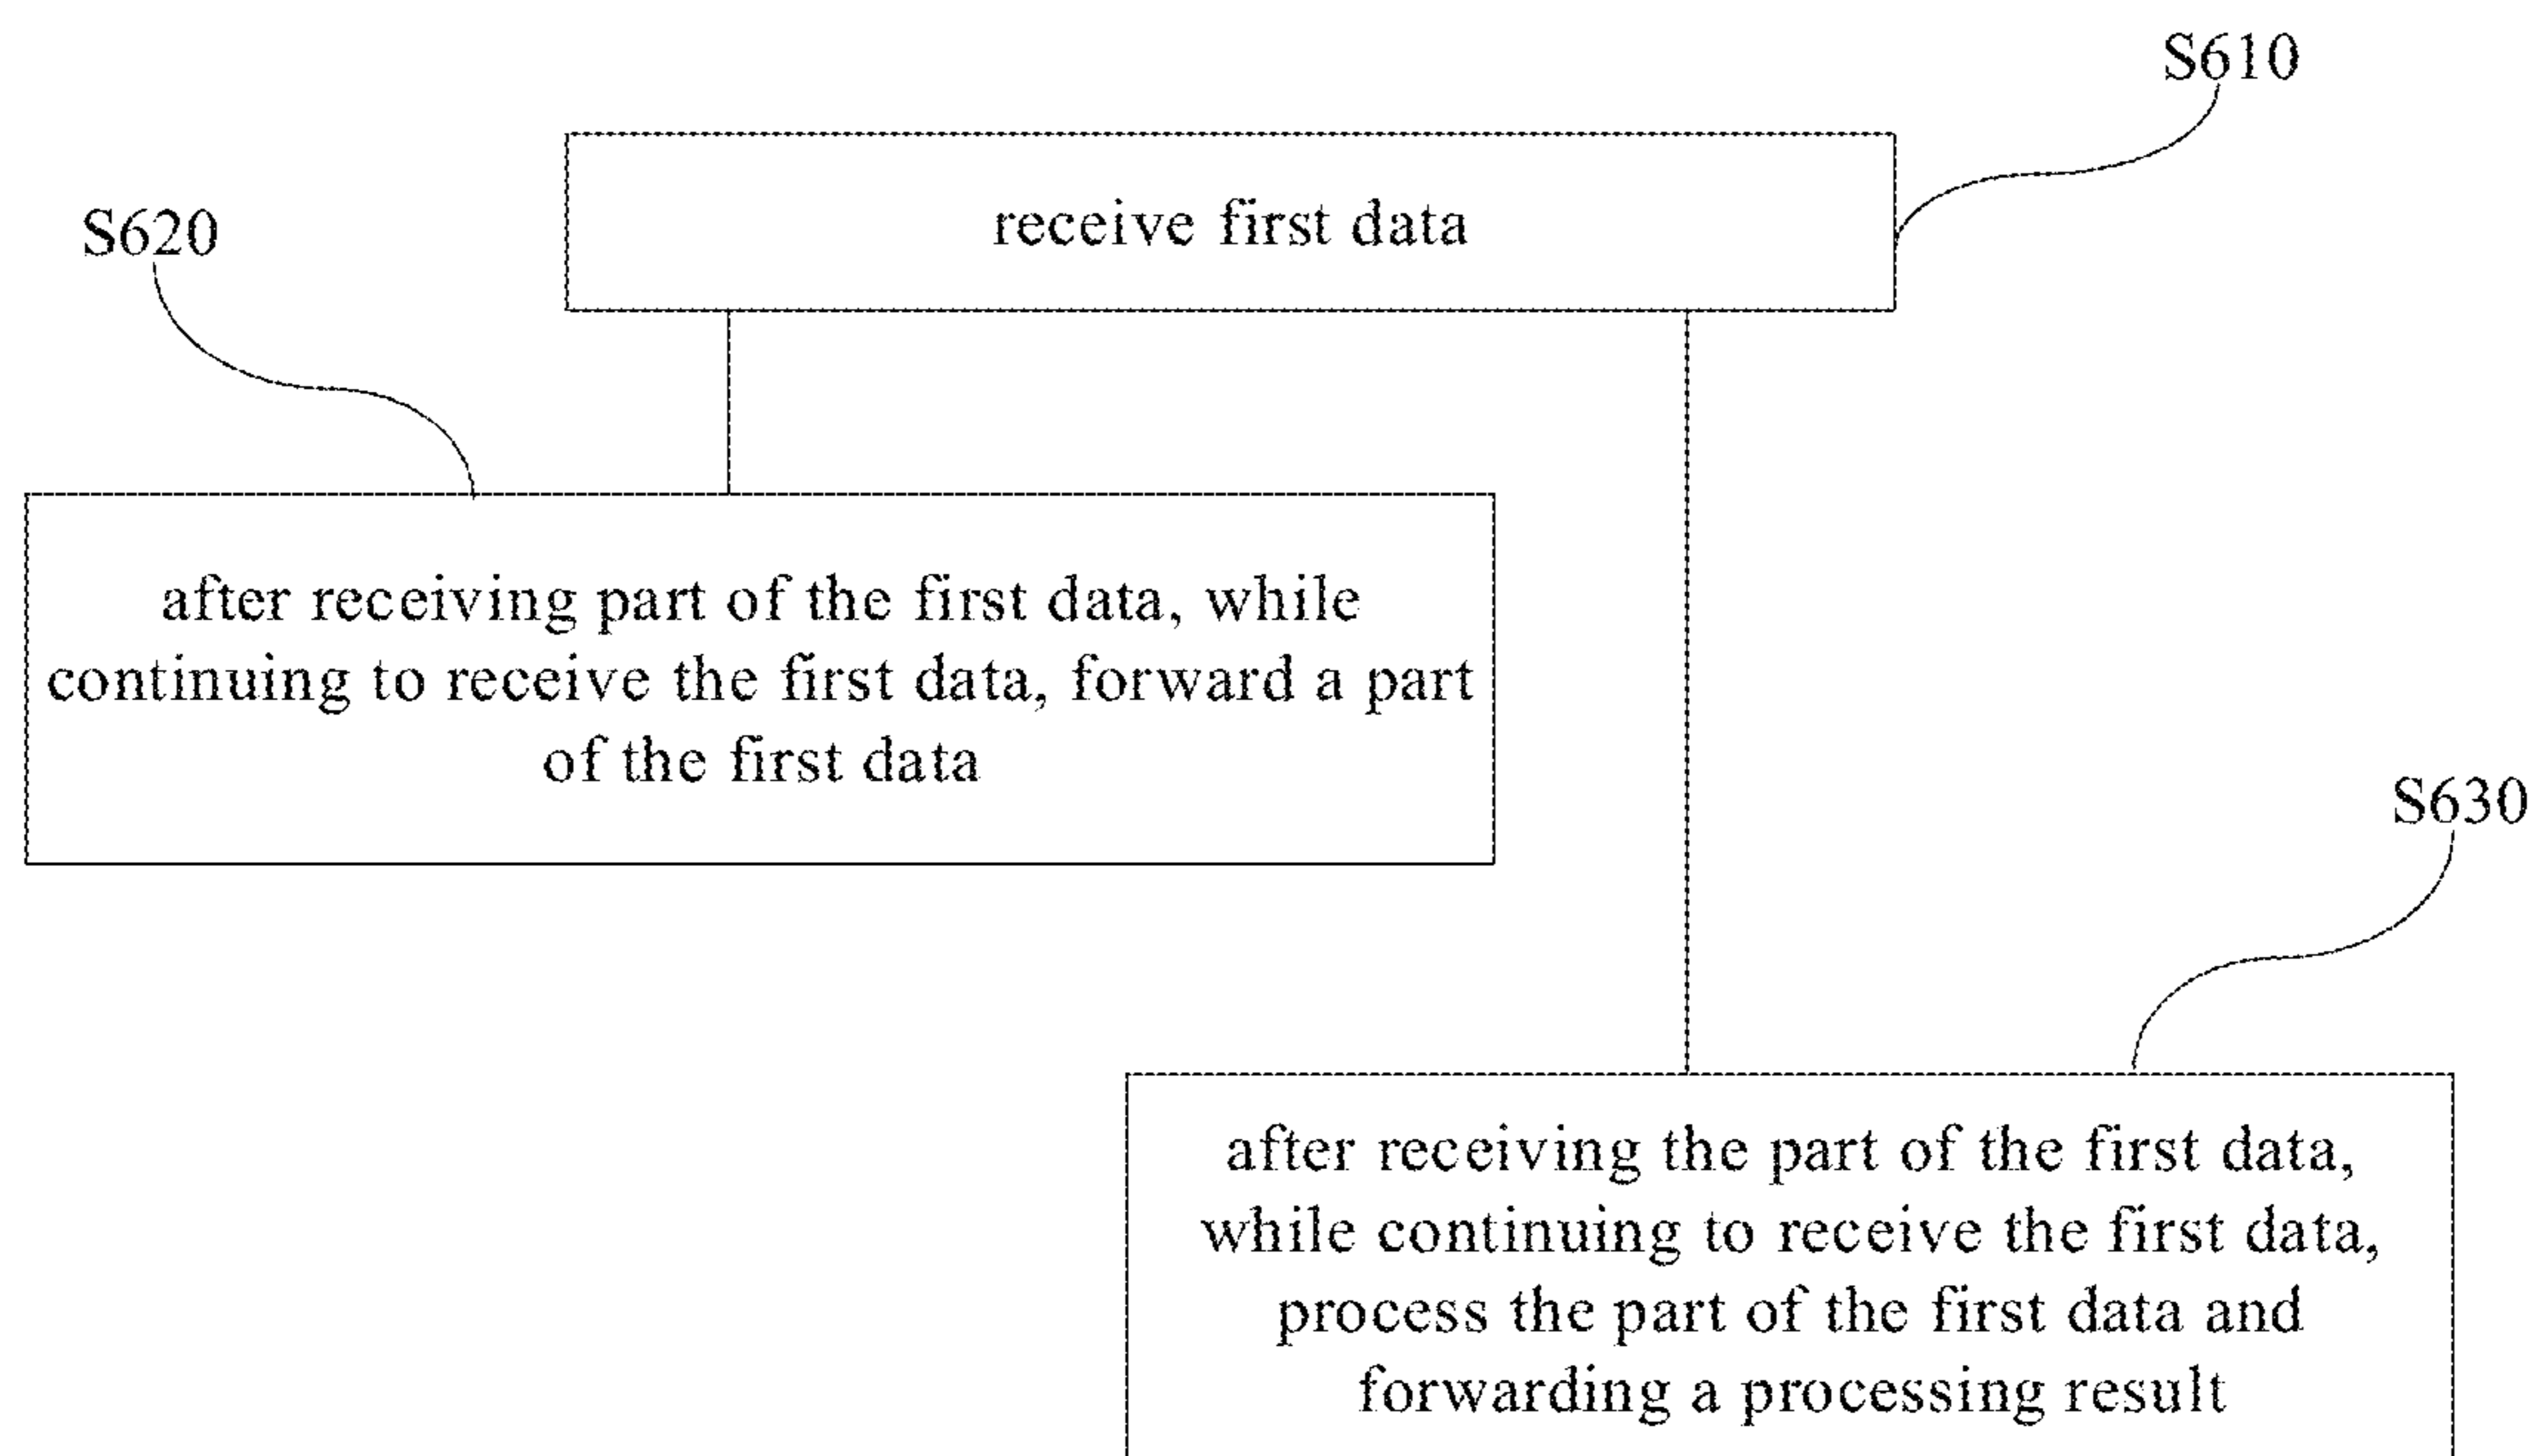 S610
receive first data
S620
after receiving part of the first data, while
continuing to receive the first data, forward a part
of the first data
S630
after receiving the part of the first data,
while continuing to receive the first data,
process the part of the first data and
forwarding a processing result